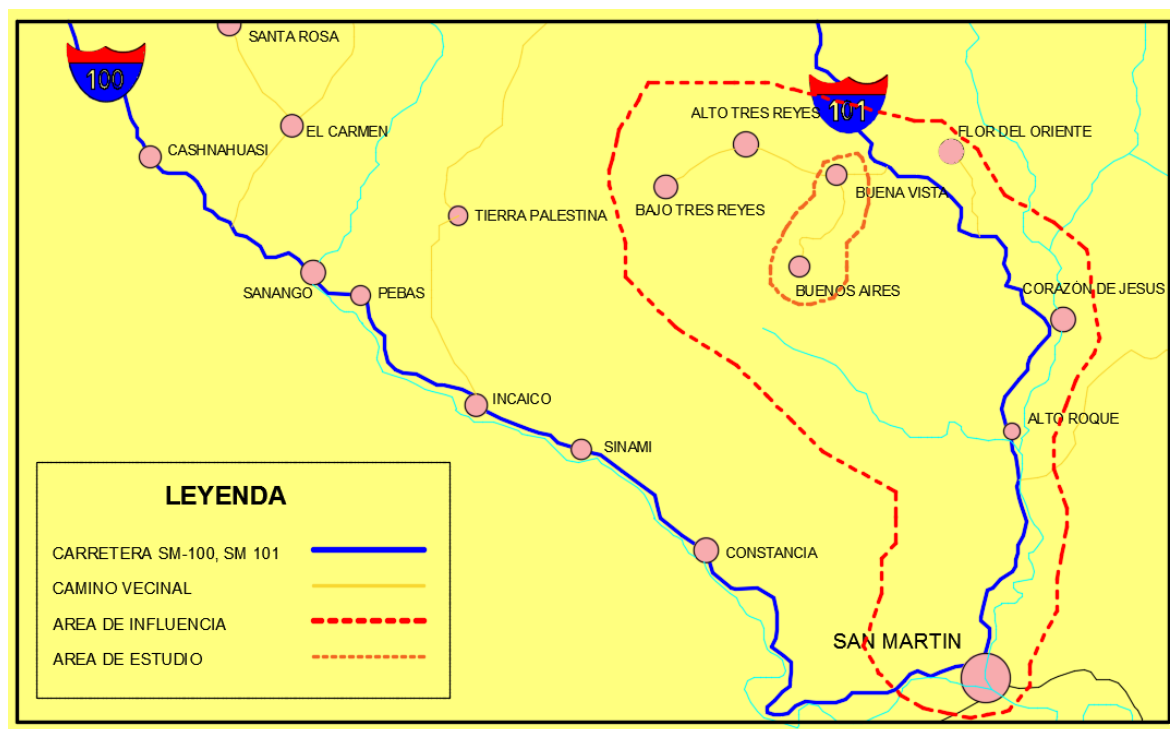 SANTA ROSA
100
101
ALTO TRES REYES
EL CARMEN
FLOR DEL ORIENTE
CASHNAHUASI
BUENA VISTA
BAJO TRES REYES
TIERRA PALESTINA
BUENOS AIRES
CORAZÓN DE JESUS
SANANGO
PEBAS
INCAICO
ALTO ROQUE
SINAMI
CONSTANCIA
SAN MARTIN
LEYENDA
CARRETERA SM-100, SM 101
CAMINO VECINAL
AREA DE INFLUENCIA
AREA DE ESTUDIO